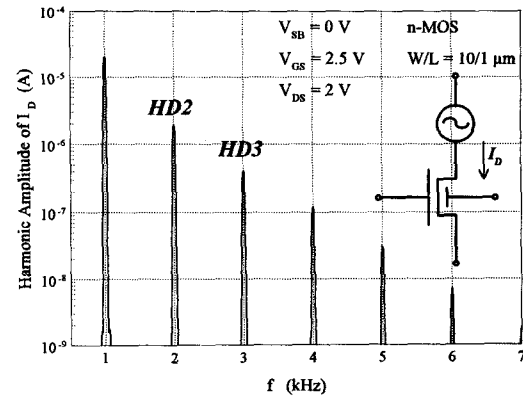 Harmonic Amplitude of I_D (A)
10^-4
10^-5
10^-6
10^-7
10^-8
10^-9
V_SB = 0 V
n-MOS
V_GS = 2.5 V
W/L = 10/1 μm
V_DS = 2 V
HD2
HD3
I_D
1 2 3 4 5 6 7
f (kHz)